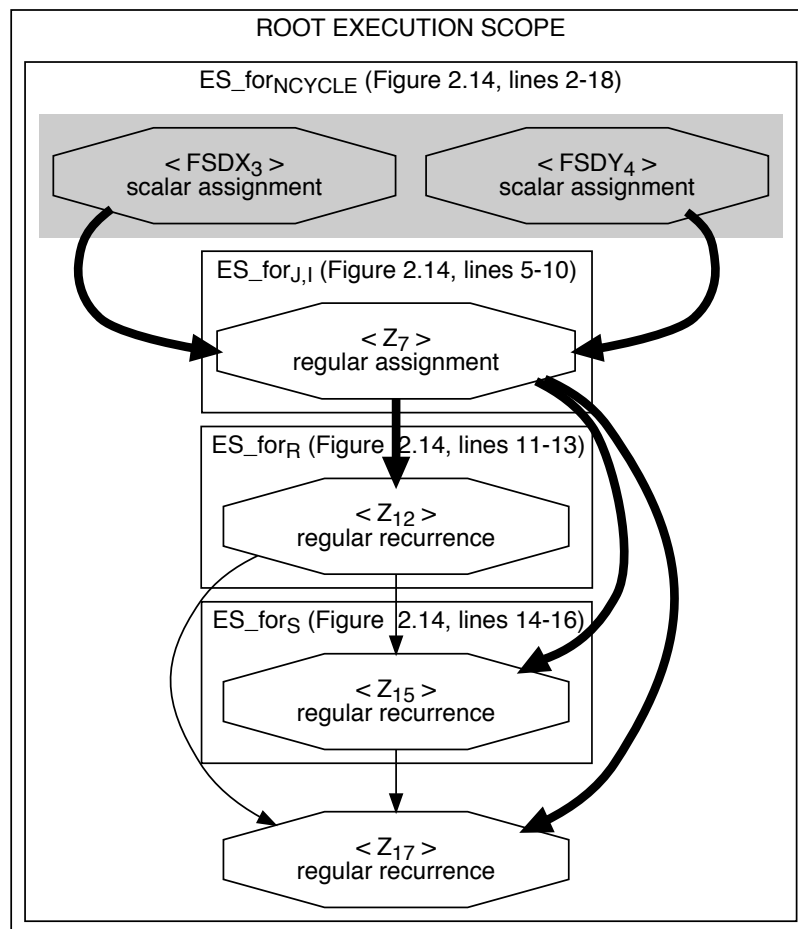 ROOT EXECUTION SCOPE
ES_forNCYCLE (Figure 2.14, lines 2-18)
< FSDX3 >
scalar assignment
< FSDY4 >
scalar assignment
ES_forJ,I (Figure 2.14, lines 5-10)
< Z7 >
regular assignment
ES_forR (Figure 2.14, lines 11-13)
< Z12 >
regular recurrence
ES_forS (Figure 2.14, lines 14-16)
< Z15 >
regular recurrence
< Z17 >
regular recurrence